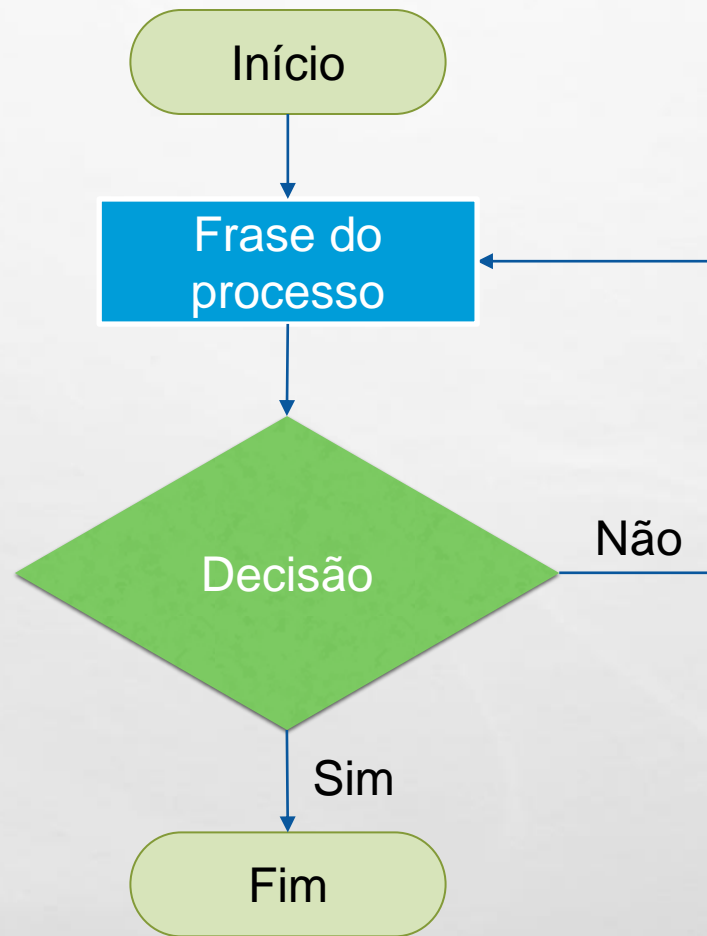 Início
Frase do
processo
Decisão
Não
Sim
Fim